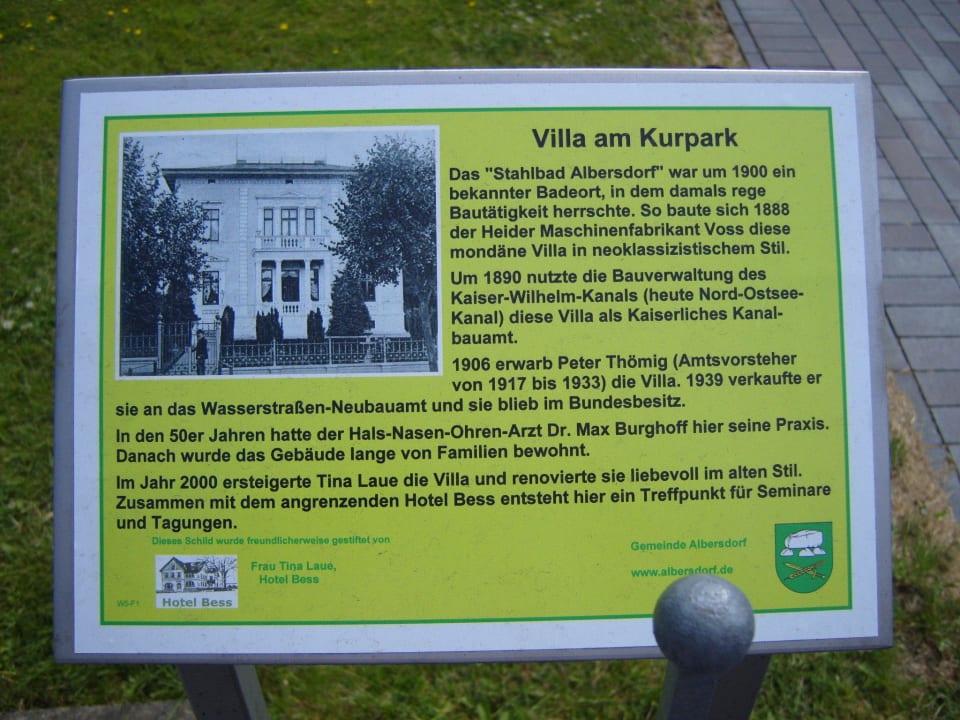 Villa am Kurpark
Das "Stahlbad Albersdorf" war um 1900 ein
bekannter Badeort, in dem damals rege
Bautätigkeit herrschte. So baute sich 1888
der Heider Maschinenfabrikant Voss diese
mondäne Villa in neoklassizistischem Stil.
Um 1890 nutzte die Bauverwaltung des
Kaiser-Wilhelm-Kanals (heute Nord-Ostsee-
Kanal) diese Villa als Kaiserliches Kanal-
bauamt.
1906 erwarb Peter Thömig (Amtsvorsteher
von 1917 bis 1933) die Villa. 1939 verkaufte er
sie an das Wasserstraßen-Neubauamt und sie blieb im Bundesbesitz.
In den 50er Jahren hatte der Hals-Nasen-Ohren-Arzt Dr. Max Burghoff hier seine Praxis.
Danach wurde das Gebäude lange von Familien bewohnt.
Im Jahr 2000 ersteigerte Tina Laue die Villa und renovierte sie liebevoll im alten Stil.
Zusammen mit dem angrenzenden Hotel Bess entsteht hier ein Treffpunkt für Seminare
und Tagungen.
Dieses Schild wurde freundlicherweise gestiftet von
Frau Tina Laue,
Hotel Bess
Hotel Bess
W5-F1
Gemeinde Albersdorf
www.albersdorf.de